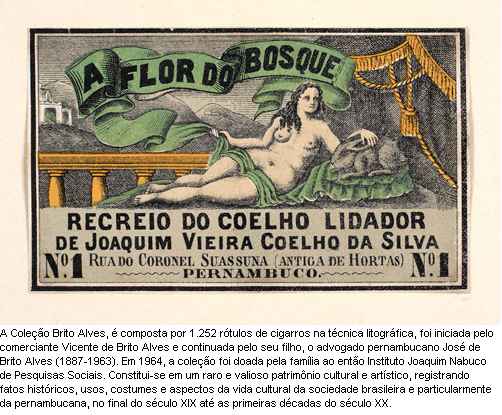 A FLOR DO BOSQUE
RECREIO DO COELHO LIDADOR
DE JOAQUIM VIEIRA COELHO DA SILVA
Nº.1 RUA DO CORONEL SUASSUNA (ANTIGA DE HORTAS) Nº.1
PERNAMBUCO.
A Coleção Brito Alves, é composta por 1.252 rótulos de cigarros na técnica litográfica, foi iniciada pelo
comerciante Vicente de Brito Alves e continuada pelo seu filho, o advogado pernambucano José de
Brito Alves (1887-1963). Em 1964, a coleção foi doada pela família ao então Instituto Joaquim Nabuco
de Pesquisas Sociais. Constitui-se em um raro e valioso patrimônio cultural e artístico, registrando
fatos históricos, usos, costumes e aspectos da vida cultural da sociedade brasileira e particularmente
da pernambucana, no final do século XIX até as primeiras décadas do século XX.